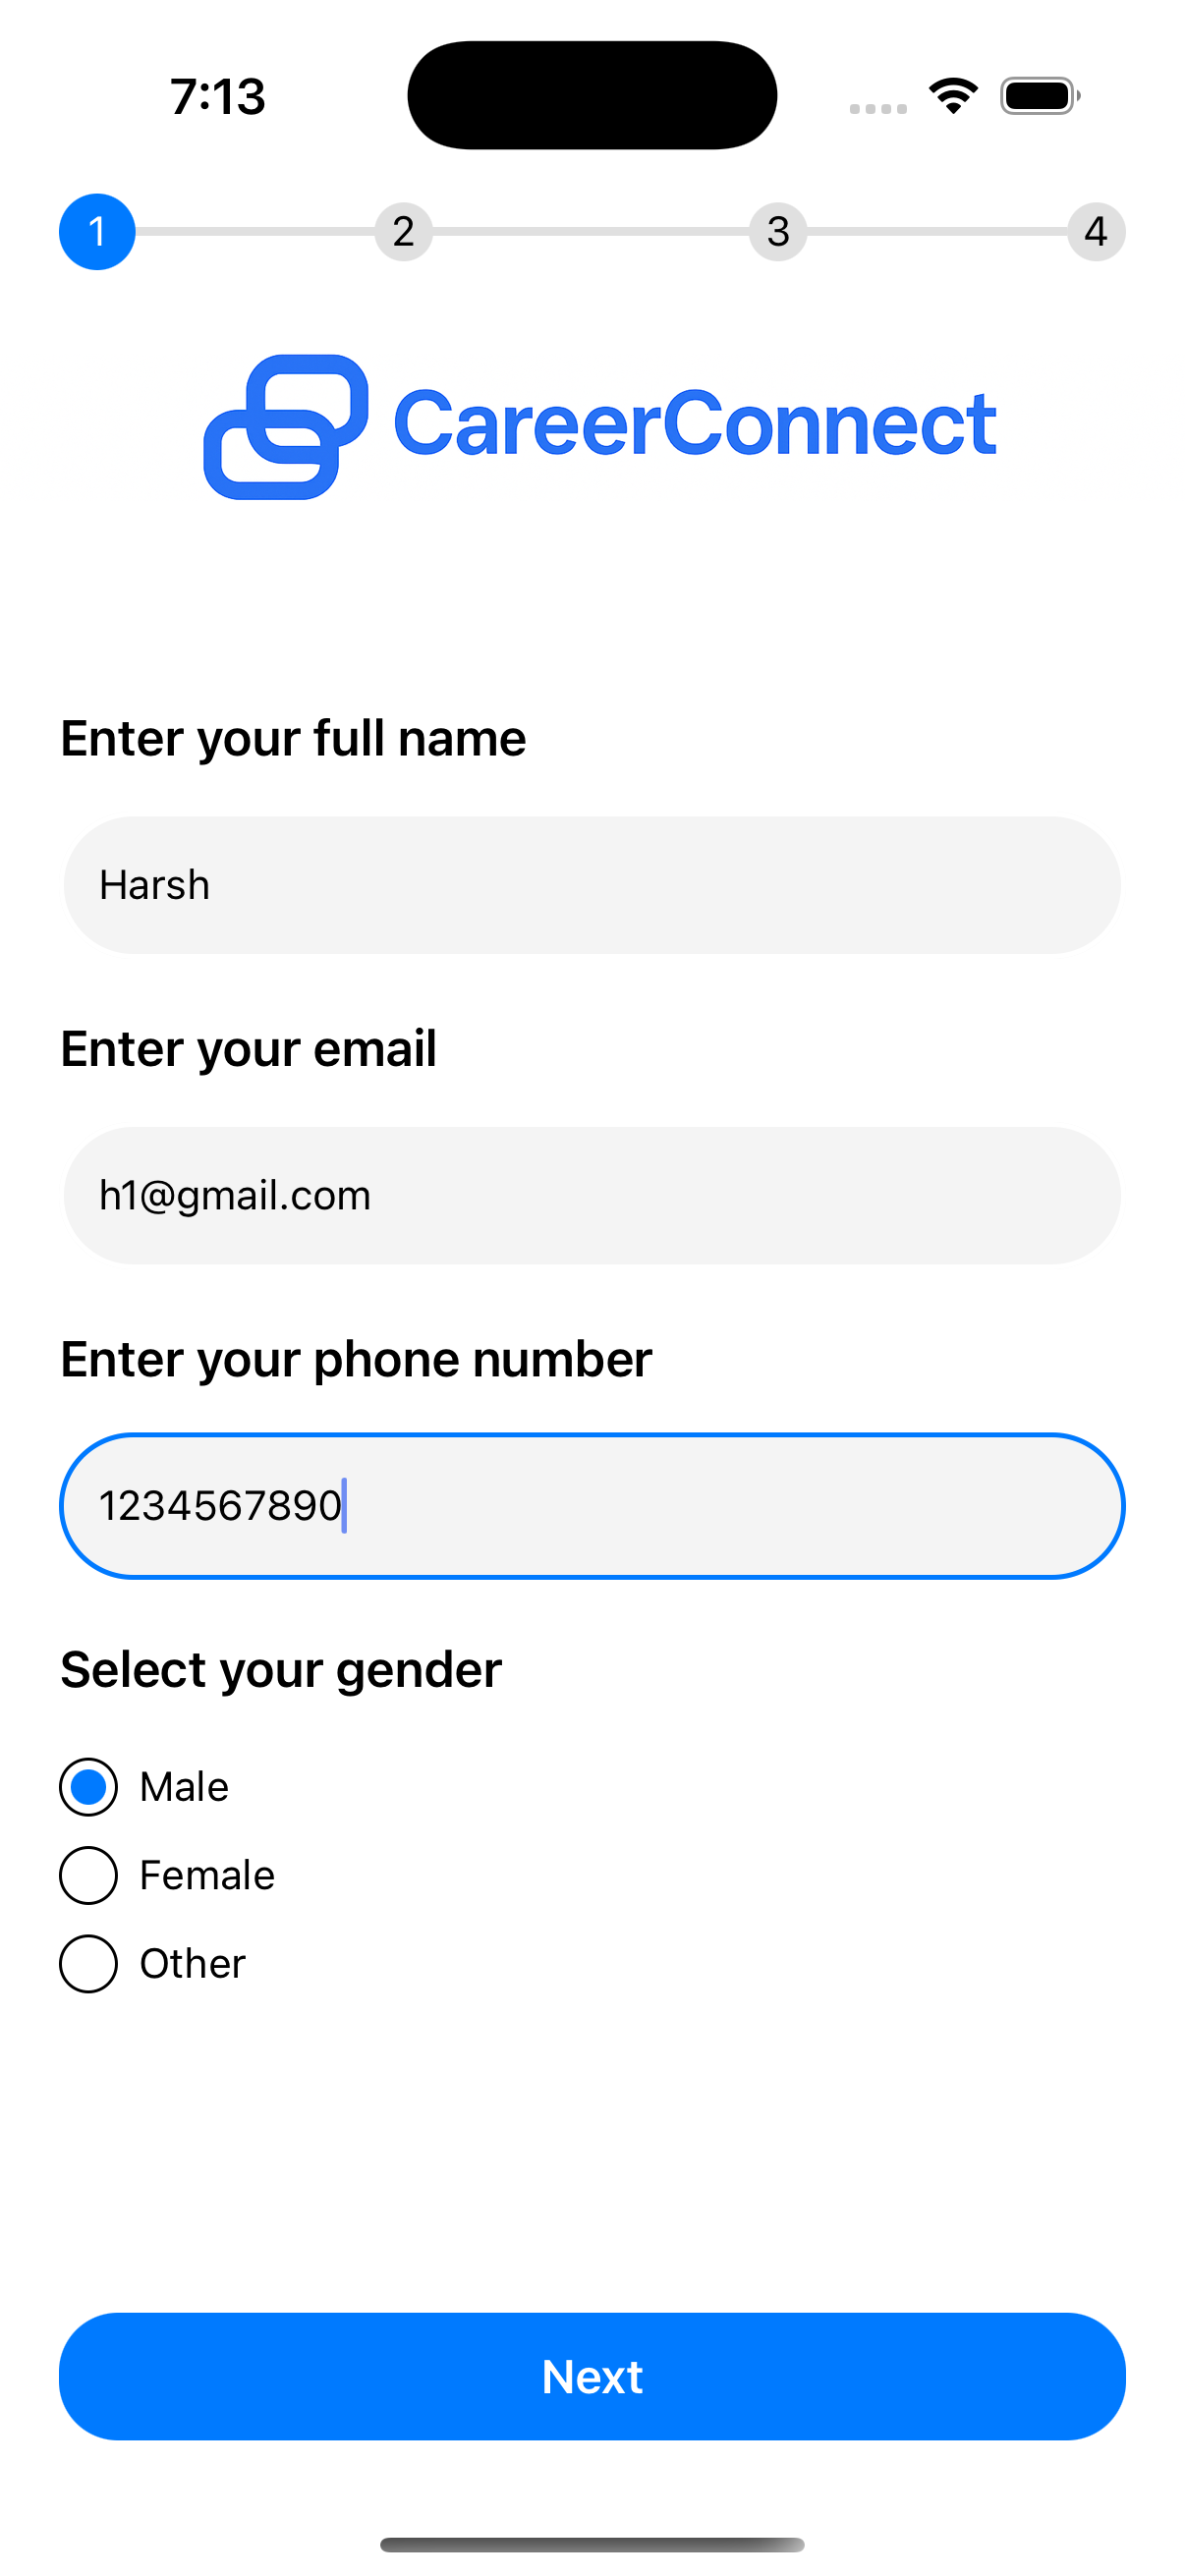 7:13
1 2 3 4
CareerConnect
Enter your full name
Harsh
Enter your email
h1@gmail.com
Enter your phone number
1234567890
Select your gender
Male
Female
Other
Next